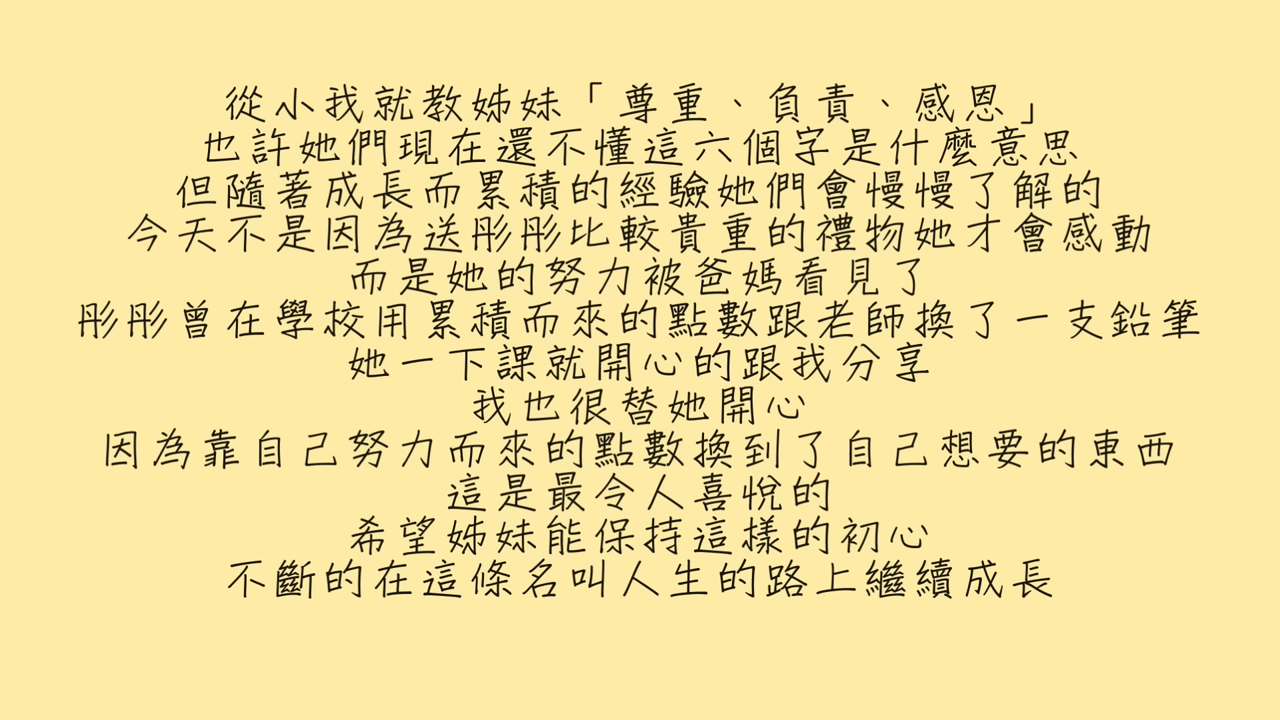 從小我就教姊妹「尊重、負責、感恩」
也許她們現在還不懂這六個字是什麼意思
但隨著成長而累積的經驗她們會慢慢了解的
今天不是因為送彤彤比較貴重的禮物她才會感動
而是她的努力被爸媽看見了
彤彤曾在學校用累積而來的點數跟老師換了一支鉛筆
她一下課就開心的跟我分享
我也很替她開心
因為靠自己努力而來的點數換到了自己想要的東西
這是最令人喜悅的
希望姊妹能保持這樣的初心
不斷的在這條名叫人生的路上繼續成長